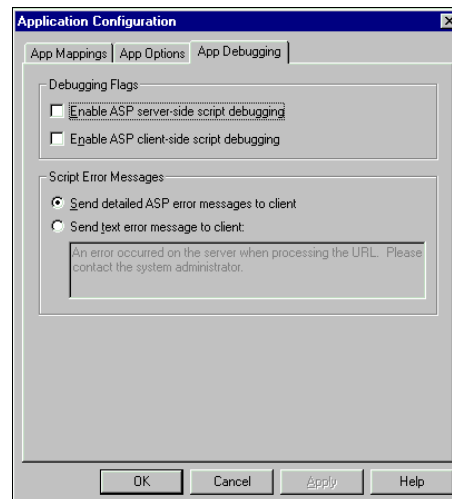 Application Configuration
App Mappings App Options App Debugging
Debugging Flags
Enable ASP server-side script debugging
Enable ASP client-side script debugging
Script Error Messages
Send detailed ASP error messages to client
Send text error message to client:
An error occurred on the server when processing the URL. Please
contact the system administrator.
OK Cancel Apply Help